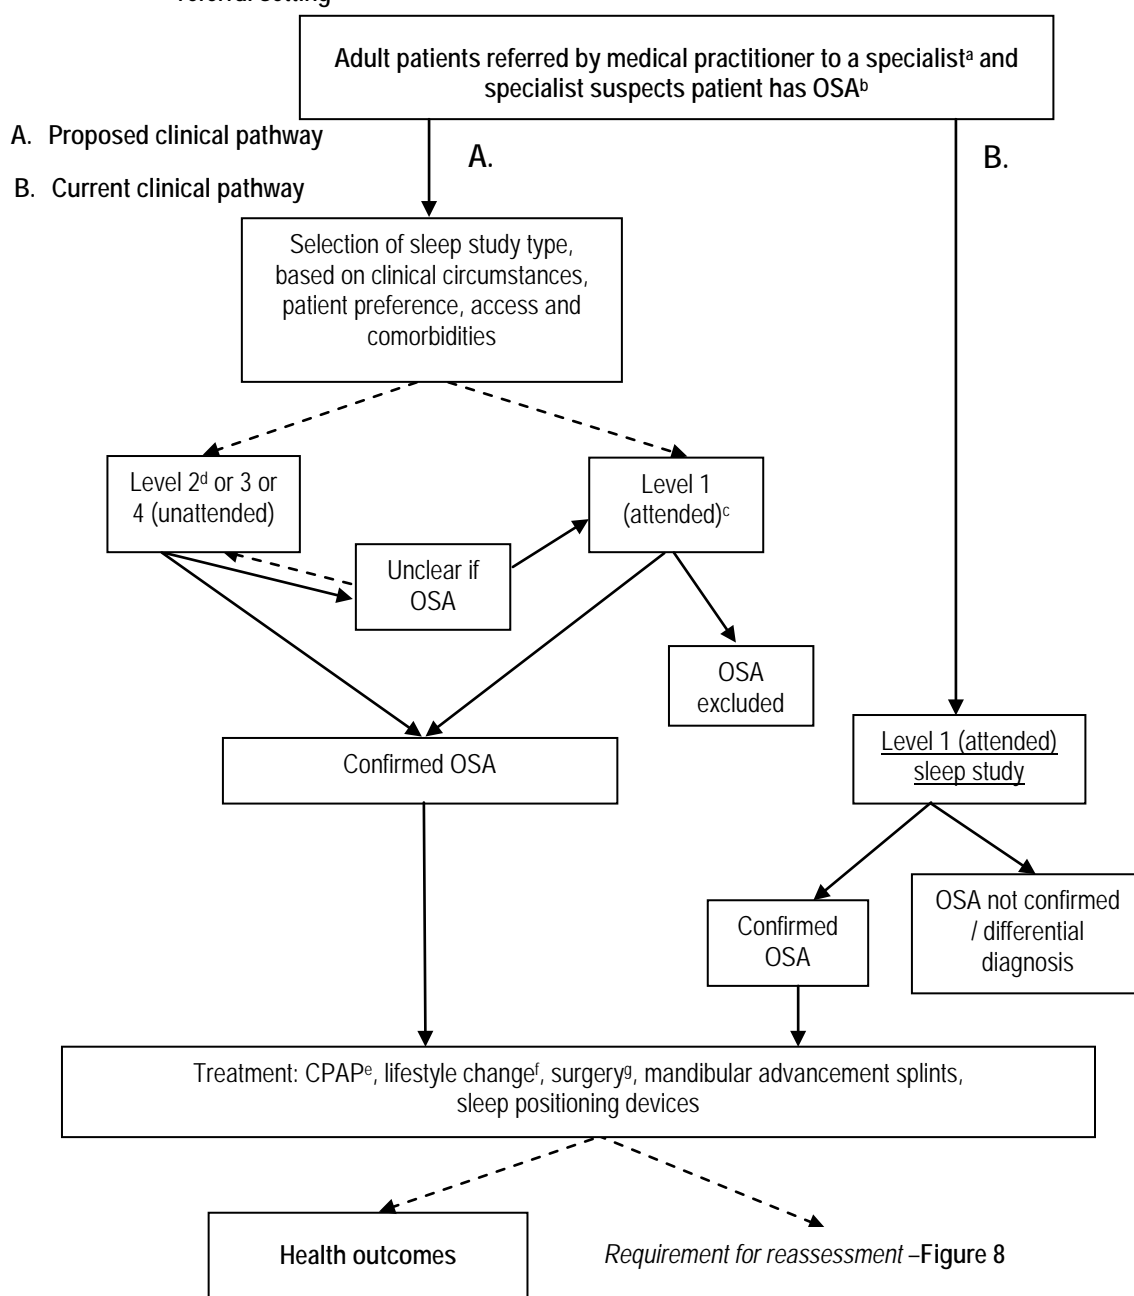 referral setting
Adult patients referred by medical practitioner to a specialistᵃ and
specialist suspects patient has OSAᵇ
A. Proposed clinical pathway
A.
B.
B. Current clinical pathway
Selection of sleep study type,
based on clinical circumstances,
patient preference, access and
comorbidities
Level 2ᵈ or 3 or
4 (unattended)
Level 1
(attended)ᶜ
Unclear if
OSA
OSA
excluded
Confirmed OSA
Level 1 (attended)
sleep study
Confirmed
OSA
OSA not confirmed
/ differential
diagnosis
Treatment: CPAPᵉ, lifestyle changeᶠ, surgeryᵍ, mandibular advancement splints,
sleep positioning devices
Health outcomes
Requirement for reassessment –Figure 8